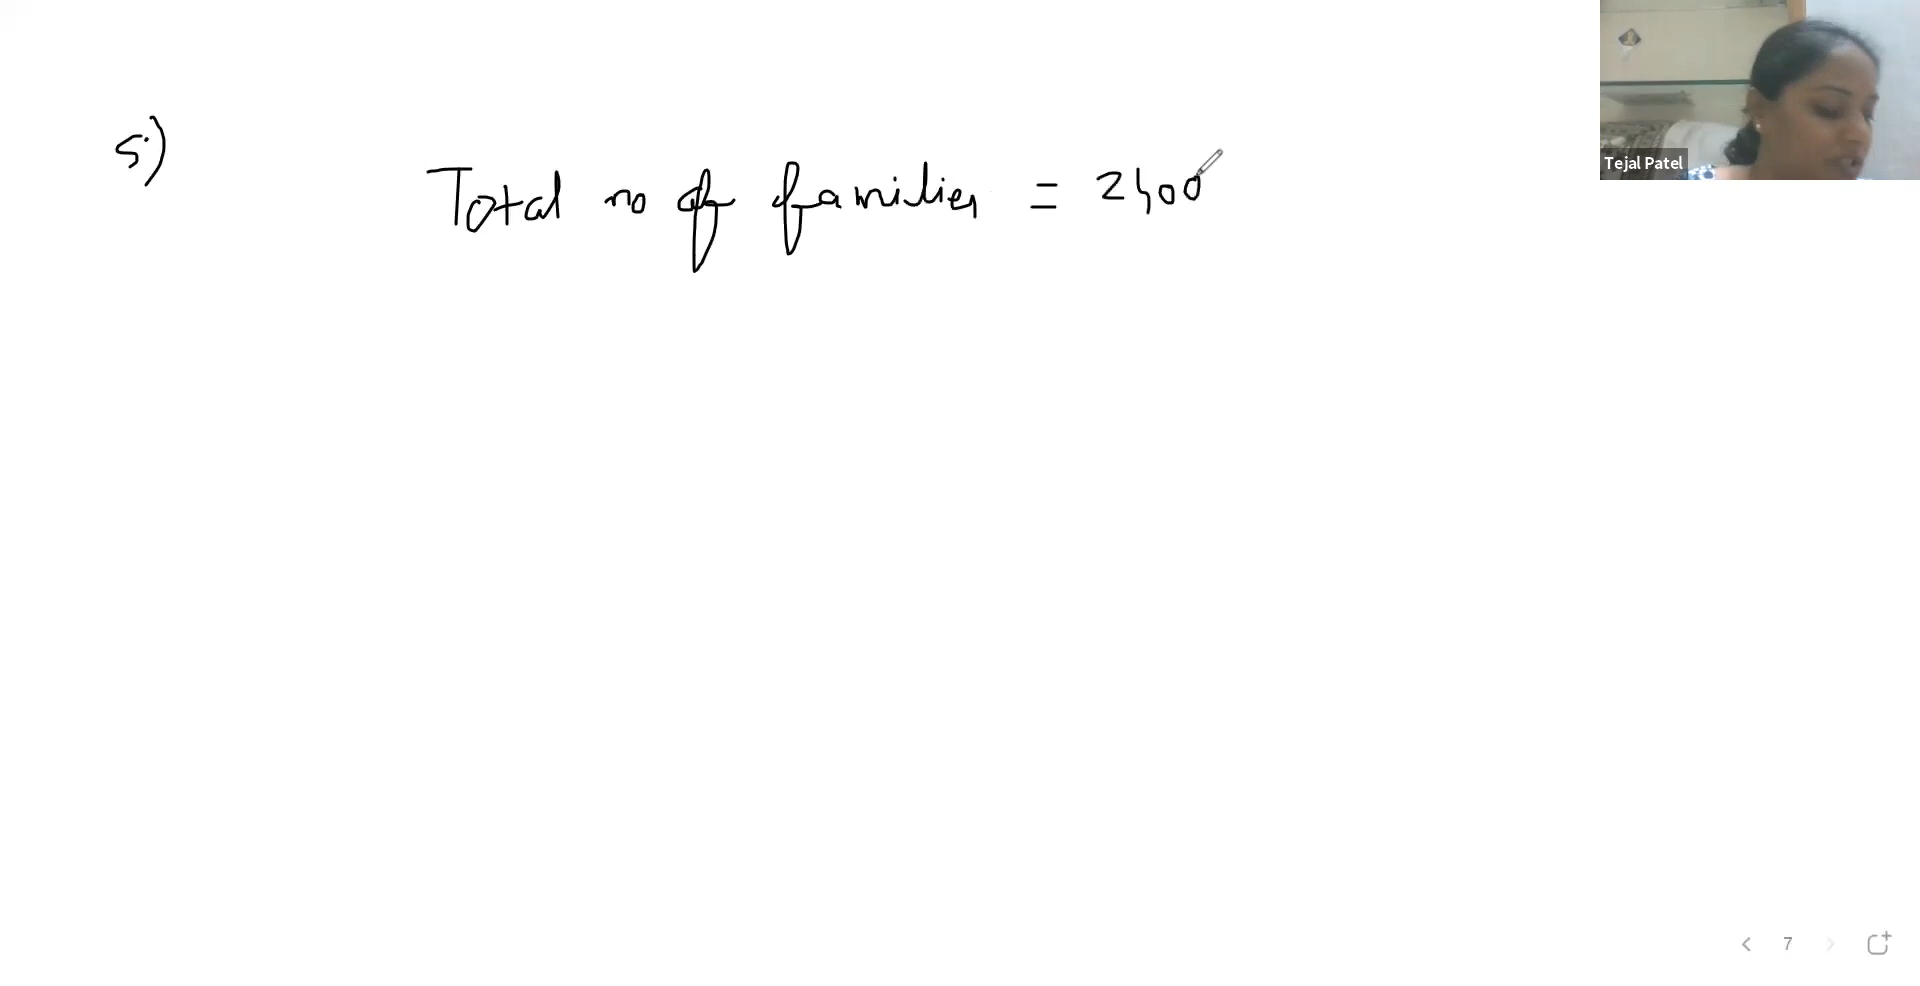 5.)
Total no of families = 2400
Tejal Patel
7